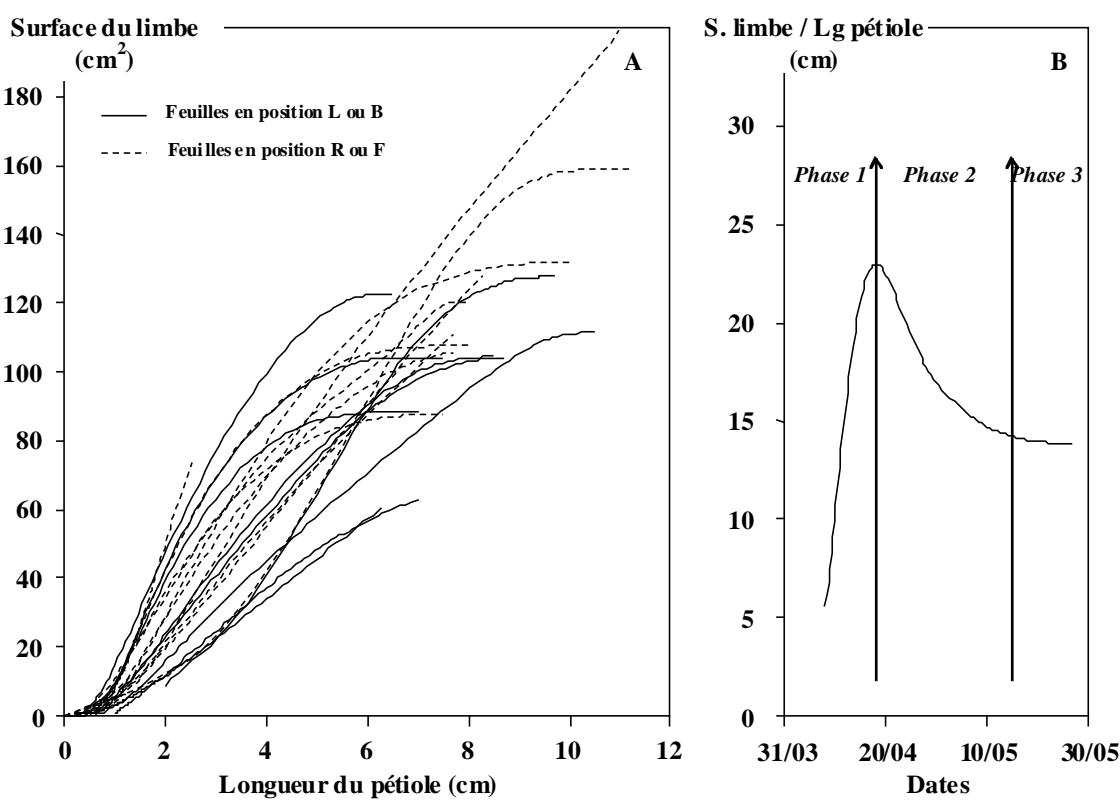 Surface du limbe
(cm2)
A
180
160
140
120
100
80
60
40
20
0
Feuilles en position L ou B
Feuilles en position R ou F
0 2 4 6 8 10 12
Longueur du pétiole (cm)
S. limbe / Lg pétiole
(cm)
B
30
25
20
15
10
5
0
Phase 1 Phase 2 Phase 3
31/03 20/04 10/05 30/05
Dates